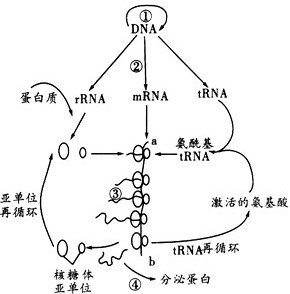 ①
DNA
②
蛋白质
rRNA
mRNA
tRNA
a
氨酰基
tRNA
③
亚单位
再循环
激活的氨基酸
tRNA再循环
b
核糖体
亚单位
④
分泌蛋白